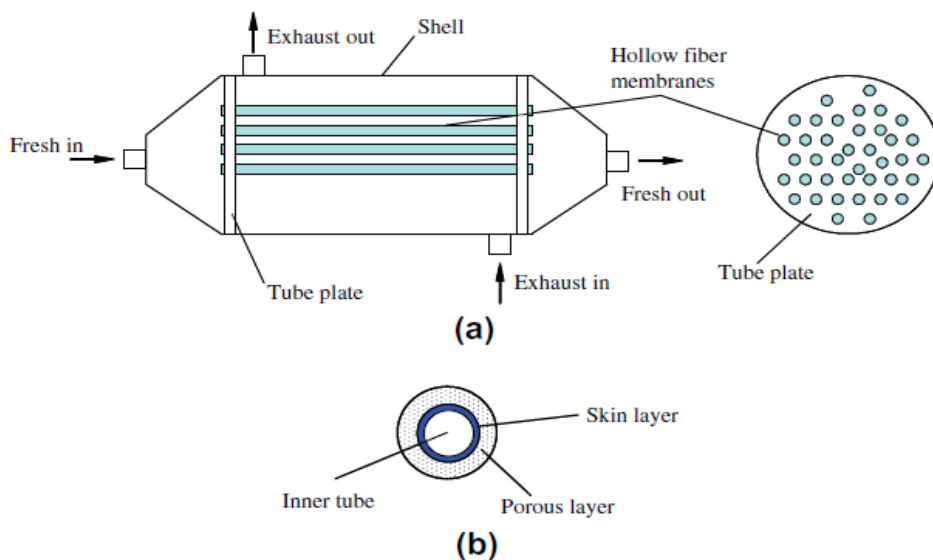 Exhaust out
Shell
Hollow fiber
membranes
Fresh in
Fresh out
Tube plate
Exhaust in
Tube plate
(a)
Skin layer
Inner tube
Porous layer
(b)